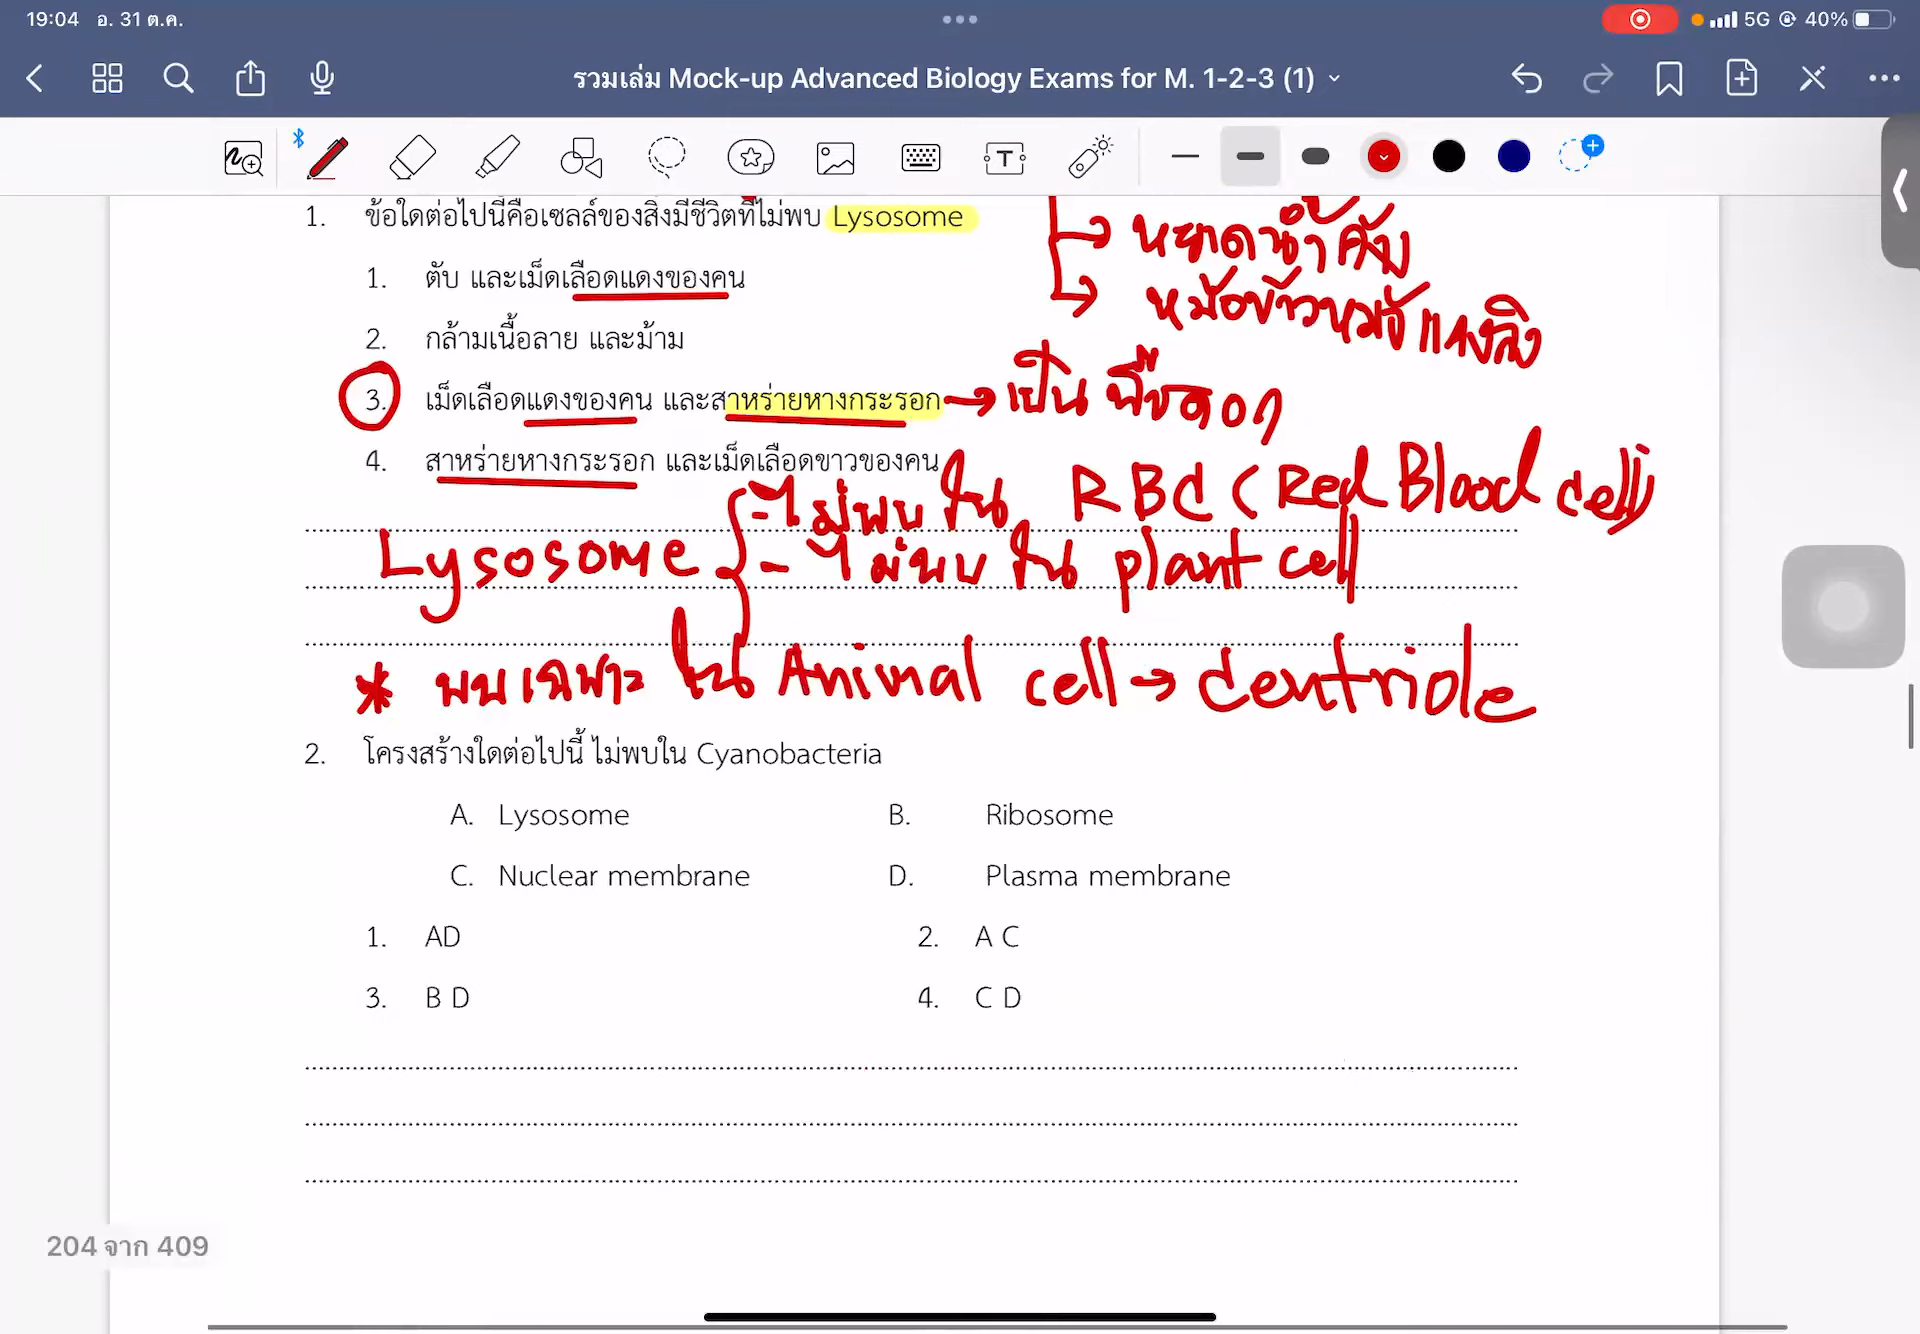 19:04 อ. 31 ต.ค.
5G 40%
รวมเล่ม Mock-up Advanced Biology Exams for M. 1-2-3 (1)
1. ข้อใดต่อไปนี้คือเซลล์ของสิ่งมีชีวิตที่ไม่พบ Lysosome
หยาดน้ำค้าง
1. ตับ และเม็ดเลือดแดงของคน
หม้อข้าวหม้อแกงลิง
2. กล้ามเนื้อลาย และม้าม
3. เม็ดเลือดแดงของคน และสาหร่ายหางกระรอก → เป็นพืชดอก
4. สาหร่ายหางกระรอก และเม็ดเลือดขาวของคน
- ไม่พบใน RBC (Red Blood cell)
Lysosome - ไม่พบใน plant cell
* พบเฉพาะใน Animal cell → centriole
2. โครงสร้างใดต่อไปนี้ ไม่พบใน Cyanobacteria
A. Lysosome B. Ribosome
C. Nuclear membrane D. Plasma membrane
1. AD 2. A C
3. B D 4. C D
204 จาก 409